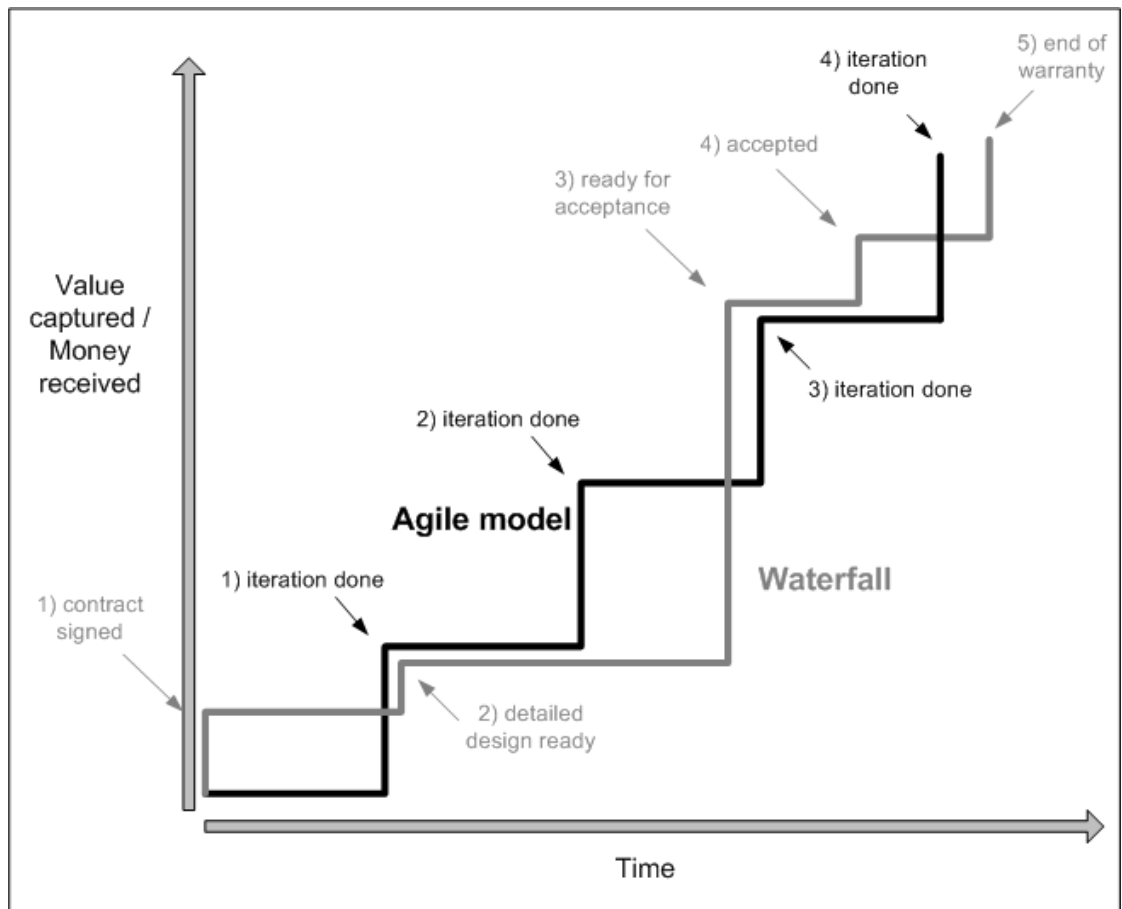 5) end of
warranty
4) iteration
done
4) accepted
3) ready for
acceptance
Value
captured /
Money
received
3) iteration done
2) iteration done
Agile model
Waterfall
1) iteration done
1) contract
signed
2) detailed
design ready
Time